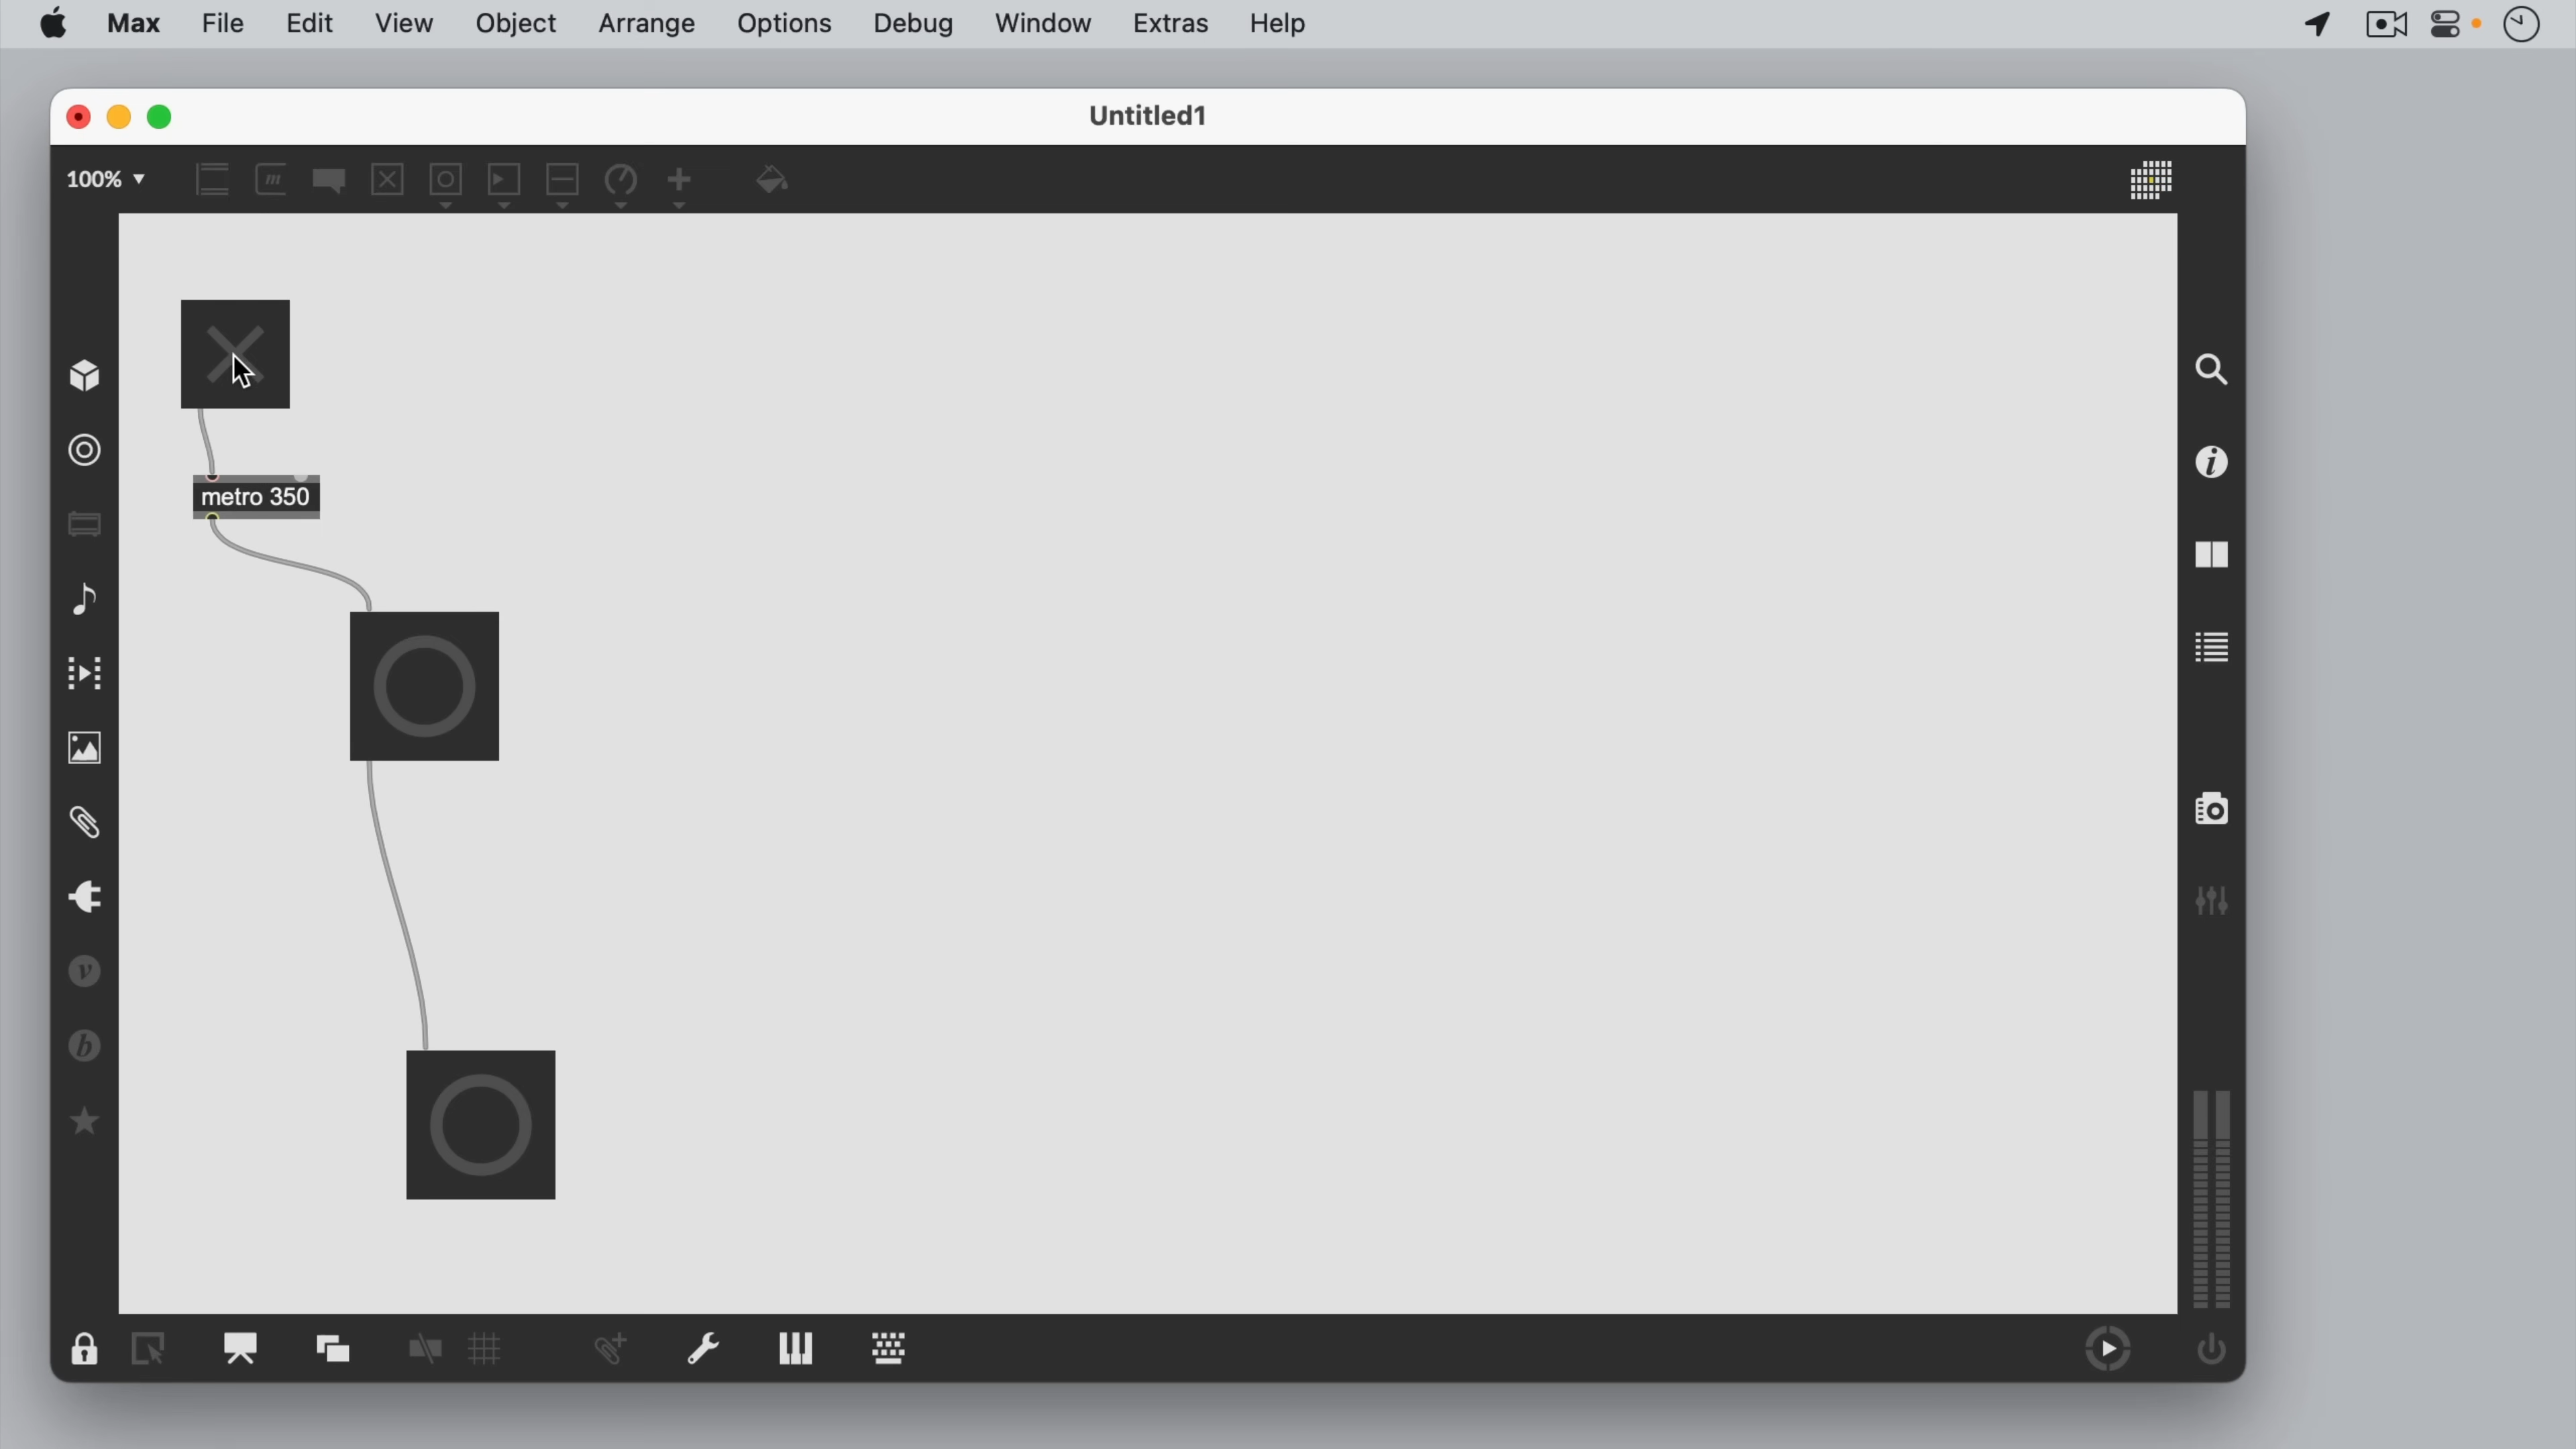 Max File Edit View Object Arrange Options Debug Window Extras Help
Untitled1
100%
m
metro 350
i
v
b